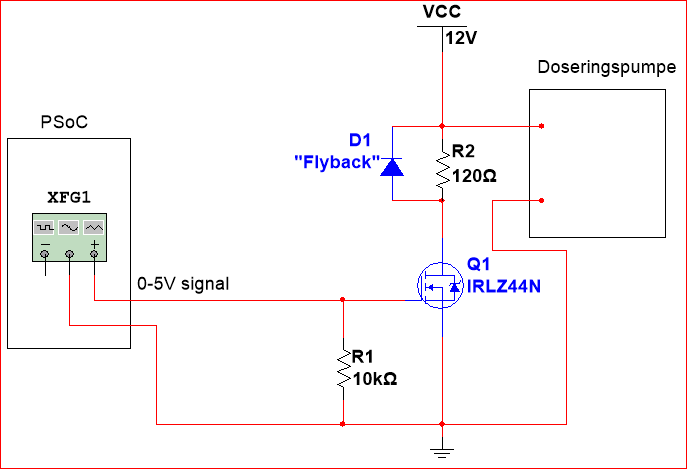 VCC
12V
Doseringspumpe
PSoC
D1
"Flyback"
R2
120Ω
XFG1
Q1
IRLZ44N
0-5V signal
R1
10kΩ